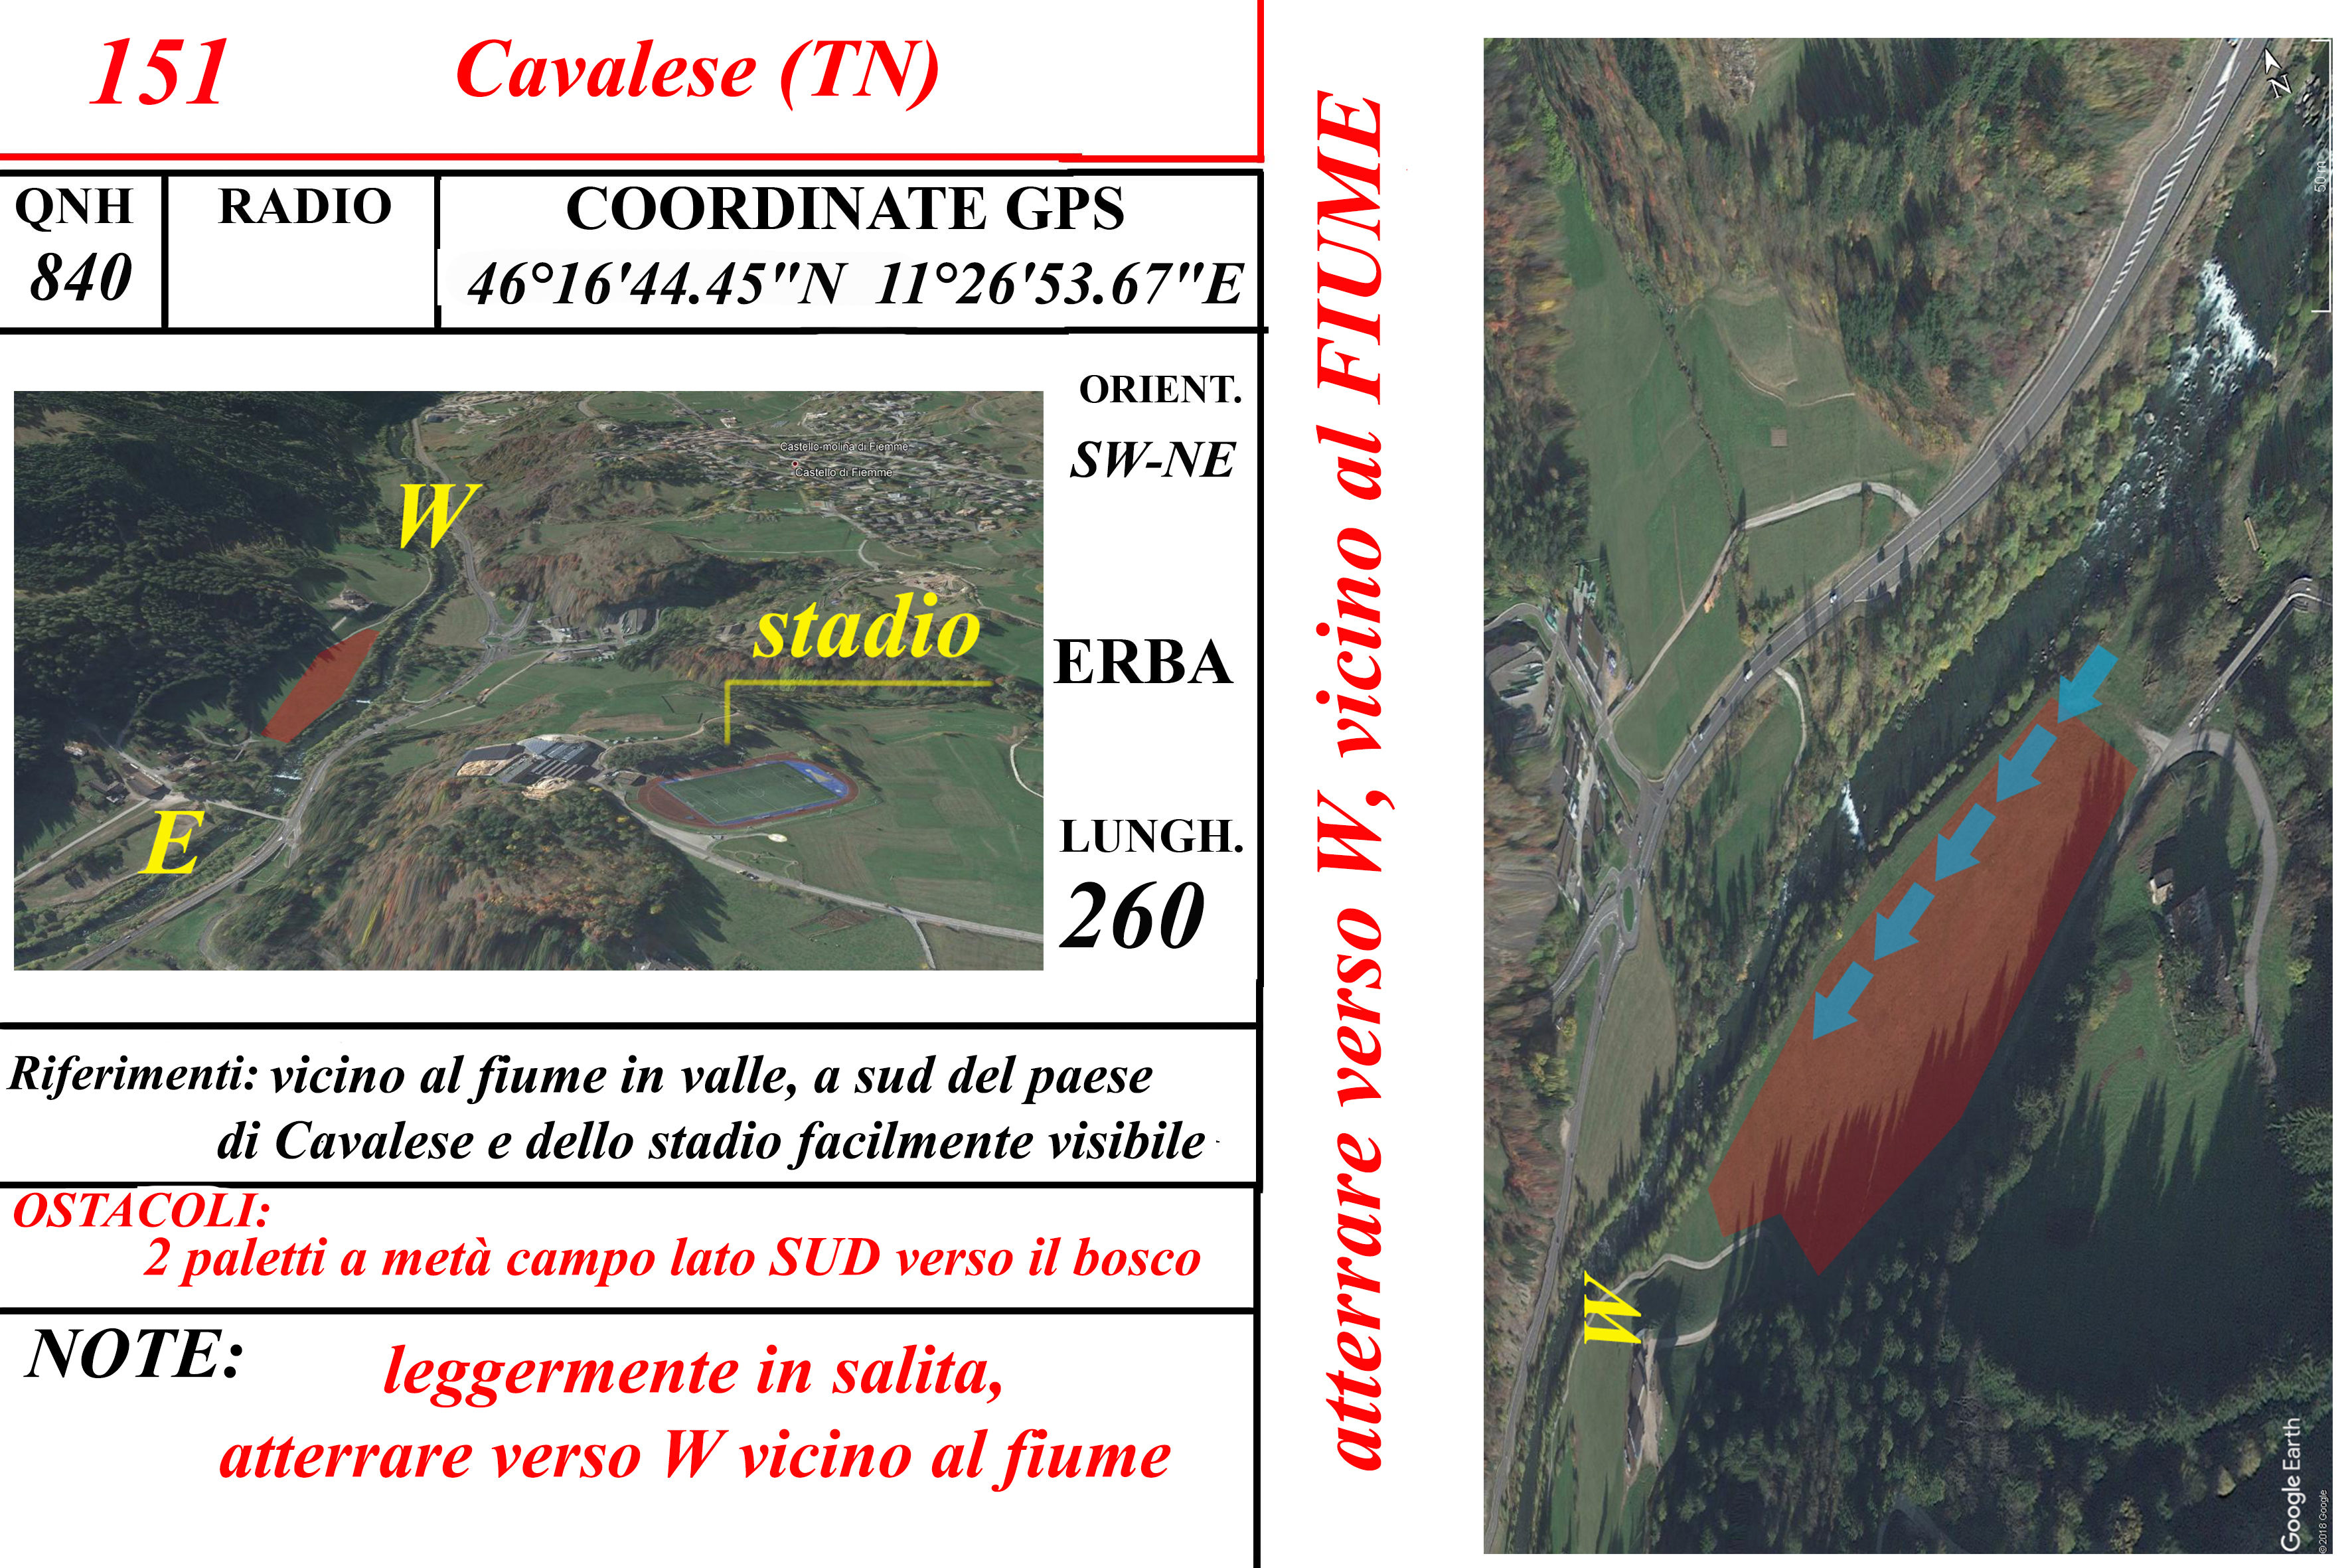 151 Cavalese (TN)
QNH RADIO COORDINATE GPS
840 46°16'44.45"N 11°26'53.67"E
ORIENT.
SW-NE
Castello-molina di Fiemme
Castello di Fiemme
W
stadio
ERBA
E
LUNGH.
260
Riferimenti: vicino al fiume in valle, a sud del paese
di Cavalese e dello stadio facilmente visibile
OSTACOLI:
2 paletti a metà campo lato SUD verso il bosco
NOTE: leggermente in salita,
atterrare verso W vicino al fiume
atterrare verso W, vicino al FIUME
N
50 m
W
Google Earth
©2018 Google